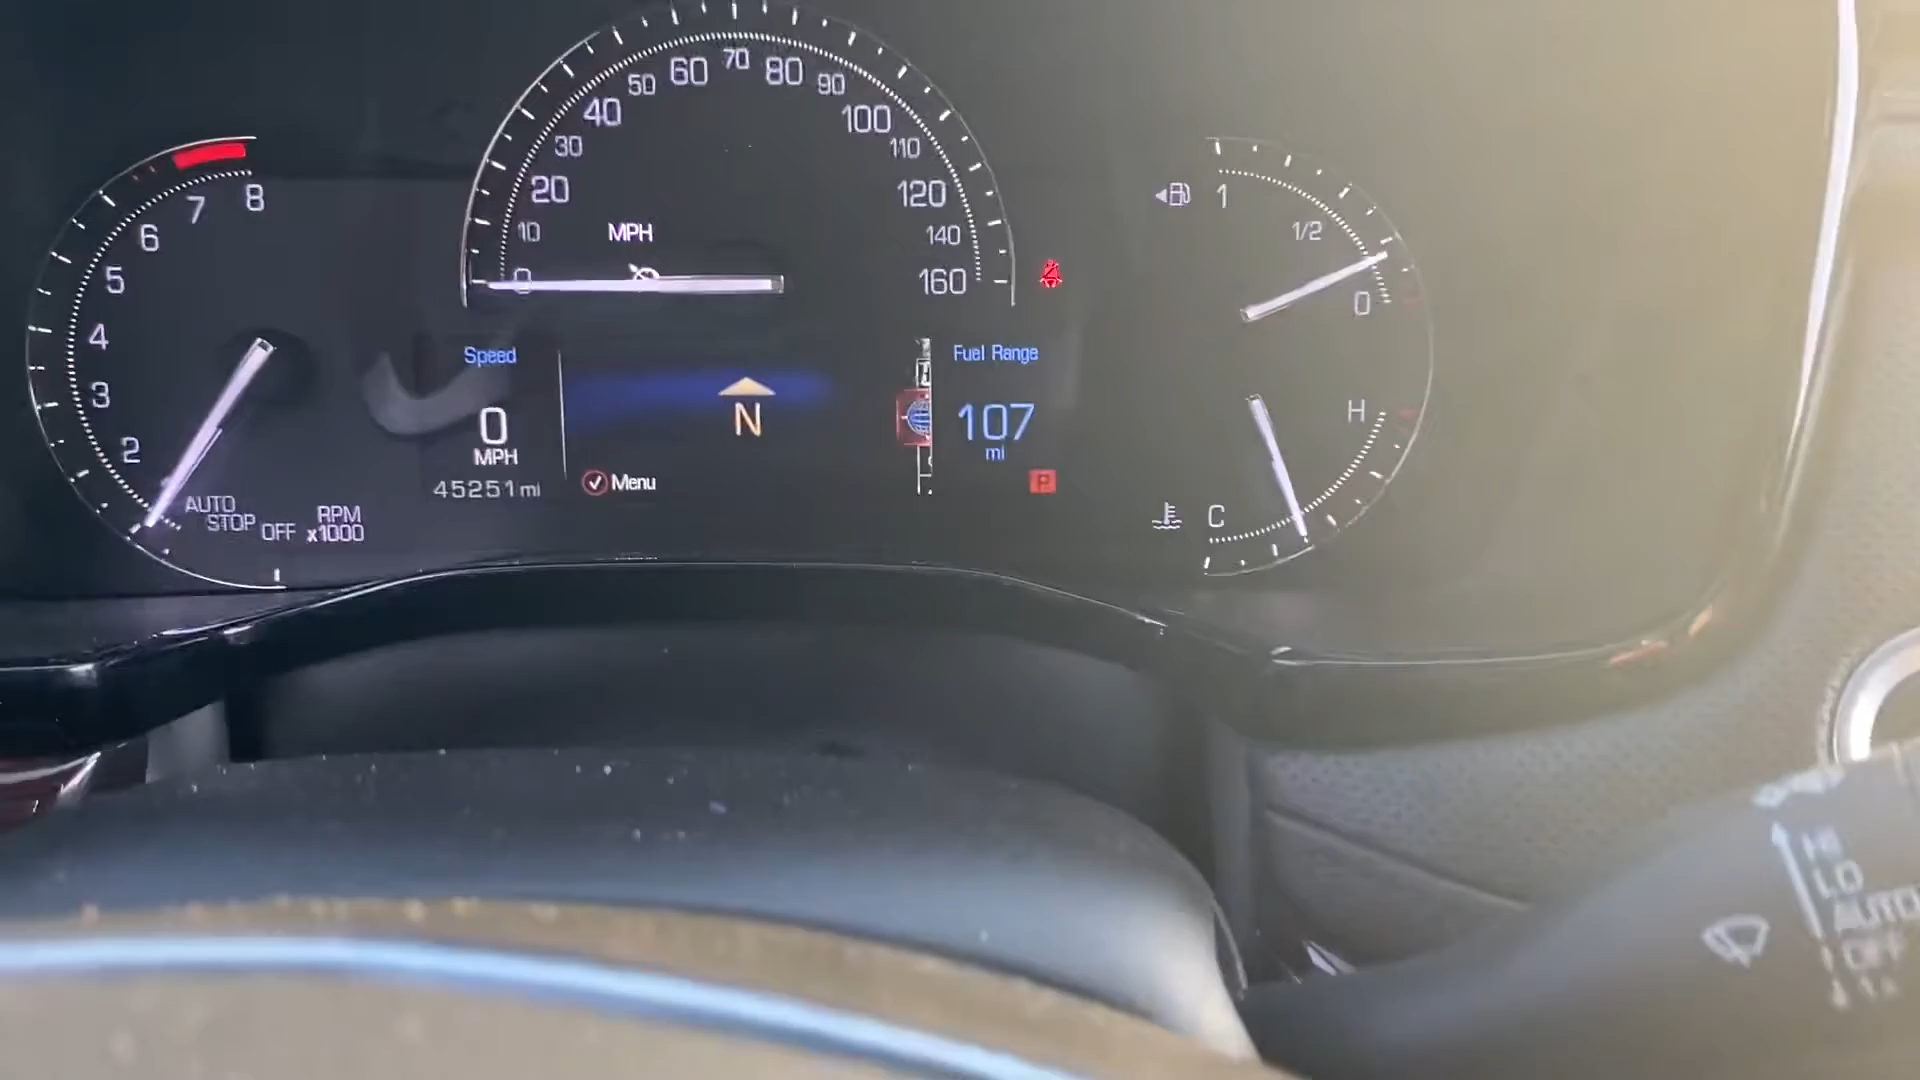 8
7
6
5
4
3
2
AUTO
STOP
OFF
RPM
x1000
0
10
20
30
40
50
60
70
80
90
100
110
120
140
160
MPH
Speed
0
MPH
45251 mi
N
Menu
Fuel Range
107
mi
P
1
1/2
0
H
C
HI
LO
AUTO
OFF